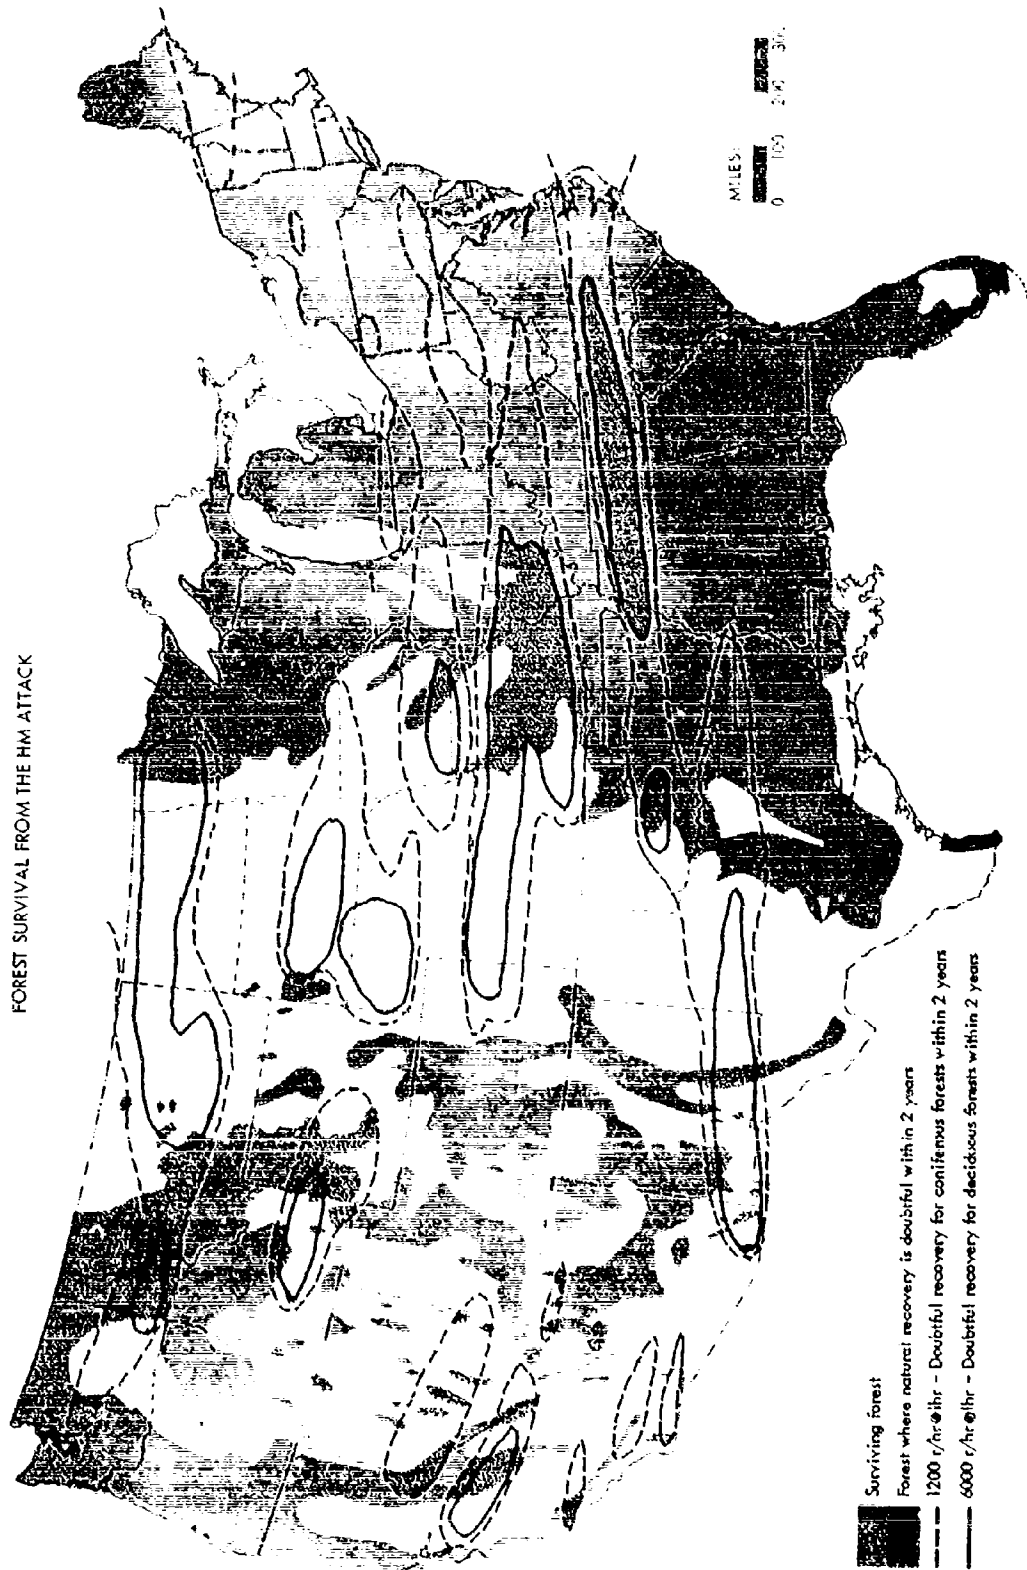 FOREST SURVIVAL FROM THE HM ATTACK
MILES:
0 100 200 300
Surviving forest
Forest where natural recovery is doubtful within 2 years
1200 r/hr@1hr - Doubtful recovery for coniferous forests within 2 years
6000 r/hr@1hr - Doubtful recovery for deciduous forests within 2 years